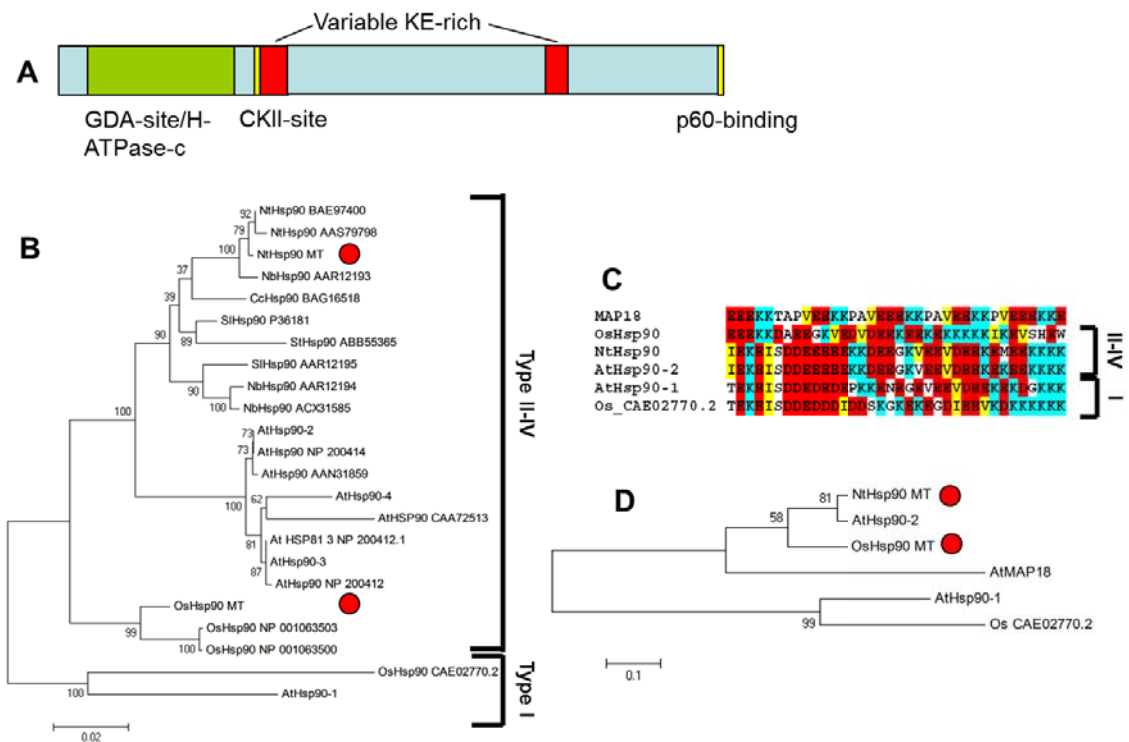 Variable KE-rich
A
GDA-site/H-
ATPase-c
CKII-site
p60-binding
B
NtHsp90 BAE97400
NtHsp90 AAS79798
NtHsp90 MT
NbHsp90 AAR12193
CcHsp90 BAG16518
SlHsp90 P36181
StHsp90 ABB55365
SlHsp90 AAR12195
NbHsp90 AAR12194
NbHsp90 ACX31585
AtHsp90-2
AtHsp90 NP 200414
AtHsp90 AAN31859
AtHsp90-4
AtHSP90 CAA72513
At HSP81 3 NP 200412.1
AtHsp90-3
AtHsp90 NP 200412
OsHsp90 MT
OsHsp90 NP 001063503
OsHsp90 NP 001063500
OsHsp90 CAE02770.2
AtHsp90-1
92
79
100
37
39
90
89
90
100
100
73
73
100
62
81
87
99
100
100
0.02
Type II-IV
Type I
C
MAP18 EEEKKTAPVEEKKPAVEEEKKPAVEEKKPVEEEKKE
OsHsp90
NtHsp90 IEKEISDDEEEEEKKDEEGKVEEVDEEKEMEEKKKK
AtHsp90-2 IEKEISDDEEEEEKKDEEGKVEEVDEEKEKEEKKKK
AtHsp90-1
Os_CAE02770.2
II-IV
I
D
NtHsp90 MT
AtHsp90-2
OsHsp90 MT
AtMAP18
AtHsp90-1
Os CAE02770.2
81
58
99
0.1